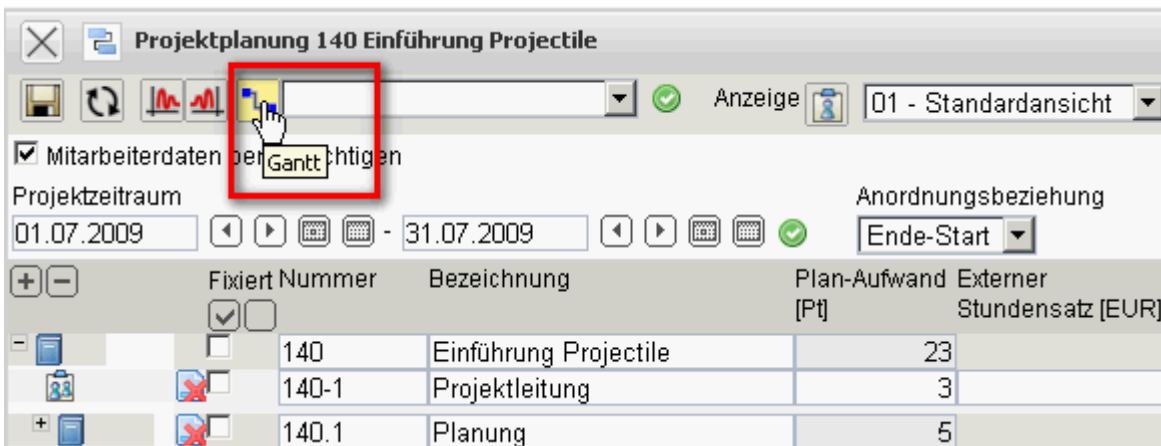 Projektplanung 140 Einführung Projectile
Anzeige 01 - Standardansicht
Mitarbeiterdaten ber chtigen
Gantt
Projektzeitraum Anordnungsbeziehung
01.07.2009 - 31.07.2009 Ende-Start
Fixiert Nummer Bezeichnung Plan-Aufwand Externer
[Pt] Stundensatz [EUR]
140 Einführung Projectile 23
140-1 Projektleitung 3
140.1 Planung 5